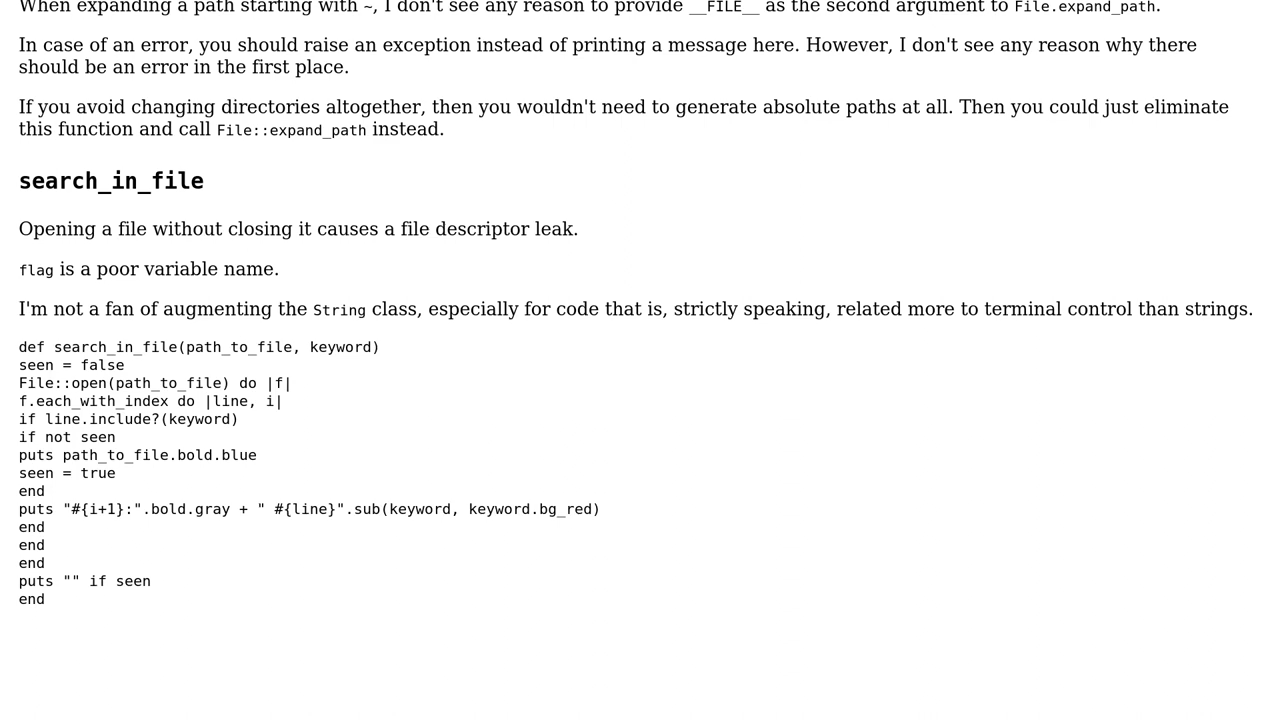 When expanding a path starting with ~, I don't see any reason to provide __FILE__ as the second argument to File.expand_path.
In case of an error, you should raise an exception instead of printing a message here. However, I don't see any reason why there
should be an error in the first place.
If you avoid changing directories altogether, then you wouldn't need to generate absolute paths at all. Then you could just eliminate
this function and call File::expand_path instead.
search_in_file
Opening a file without closing it causes a file descriptor leak.
flag is a poor variable name.
I'm not a fan of augmenting the String class, especially for code that is, strictly speaking, related more to terminal control than strings.
def search_in_file(path_to_file, keyword)
seen = false
File::open(path_to_file) do |f|
f.each_with_index do |line, i|
if line.include?(keyword)
if not seen
puts path_to_file.bold.blue
seen = true
end
puts "#{i+1}:".bold.gray + " #{line}".sub(keyword, keyword.bg_red)
end
end
end
puts "" if seen
end